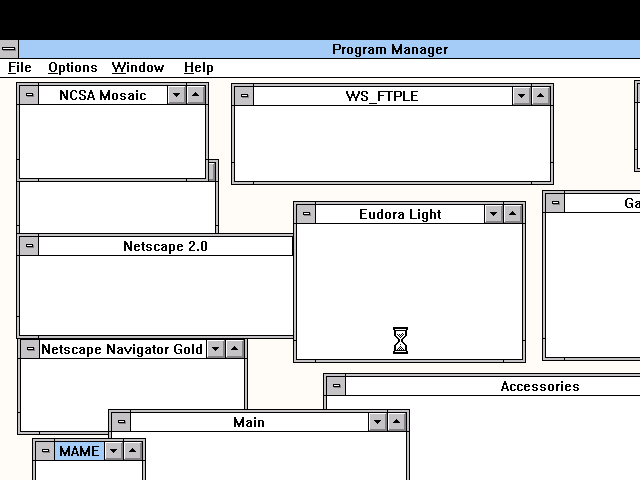 Program Manager
File Options Window Help
NCSA Mosaic
WS_FTPLE
Eudora Light
Ga
Netscape 2.0
Netscape Navigator Gold
Accessories
Main
MAME